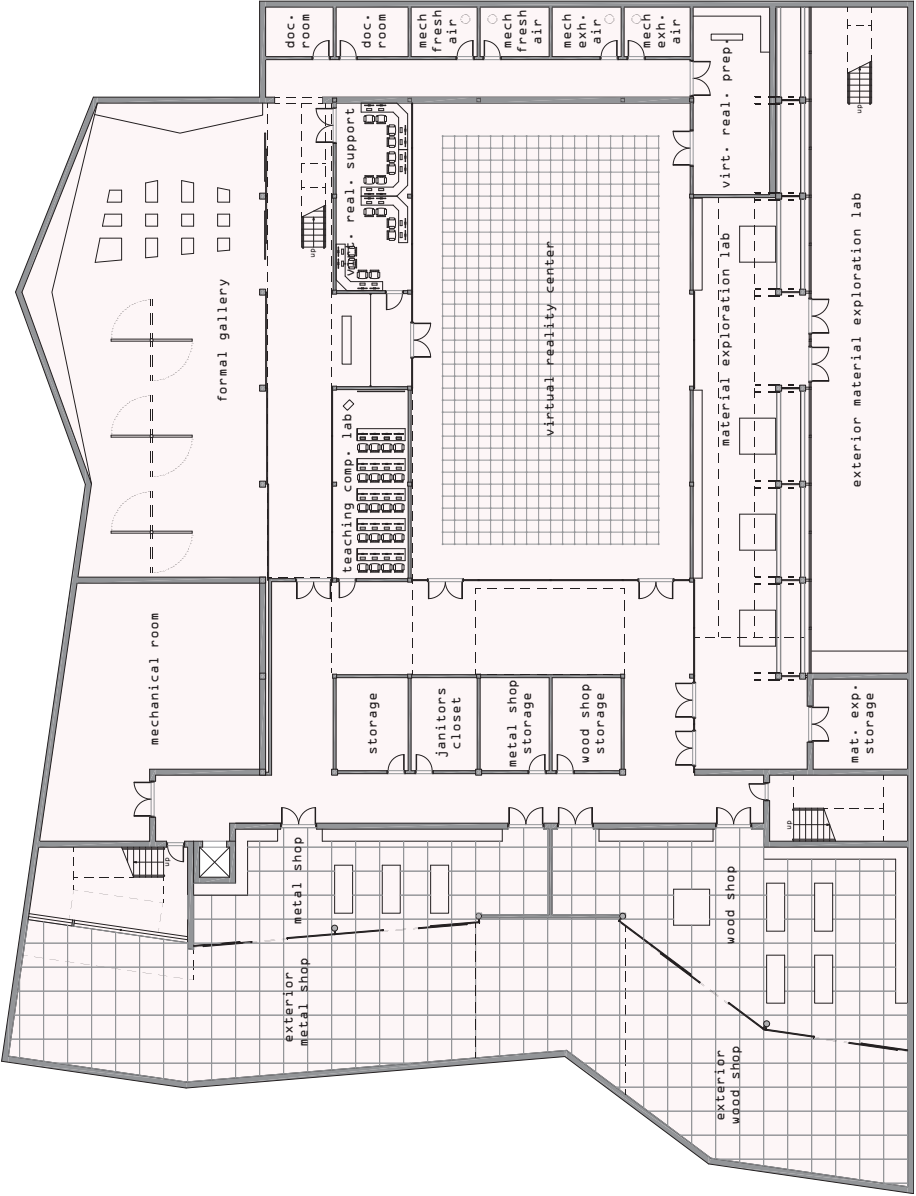 doc.
room
doc.
room
mech
fresh
air
mech
fresh
air
mech
exh.
air
mech
exh.
air
virt. real. prep.
up
virt. real. support
up
formal gallery
virtual reality center
material exploration lab
exterior material exploration lab
teaching comp. lab
mechanical room
storage
janitors
closet
metal shop
storage
wood shop
storage
mat. exp.
storage
up
up
metal shop
wood shop
exterior
metal shop
exterior
wood shop